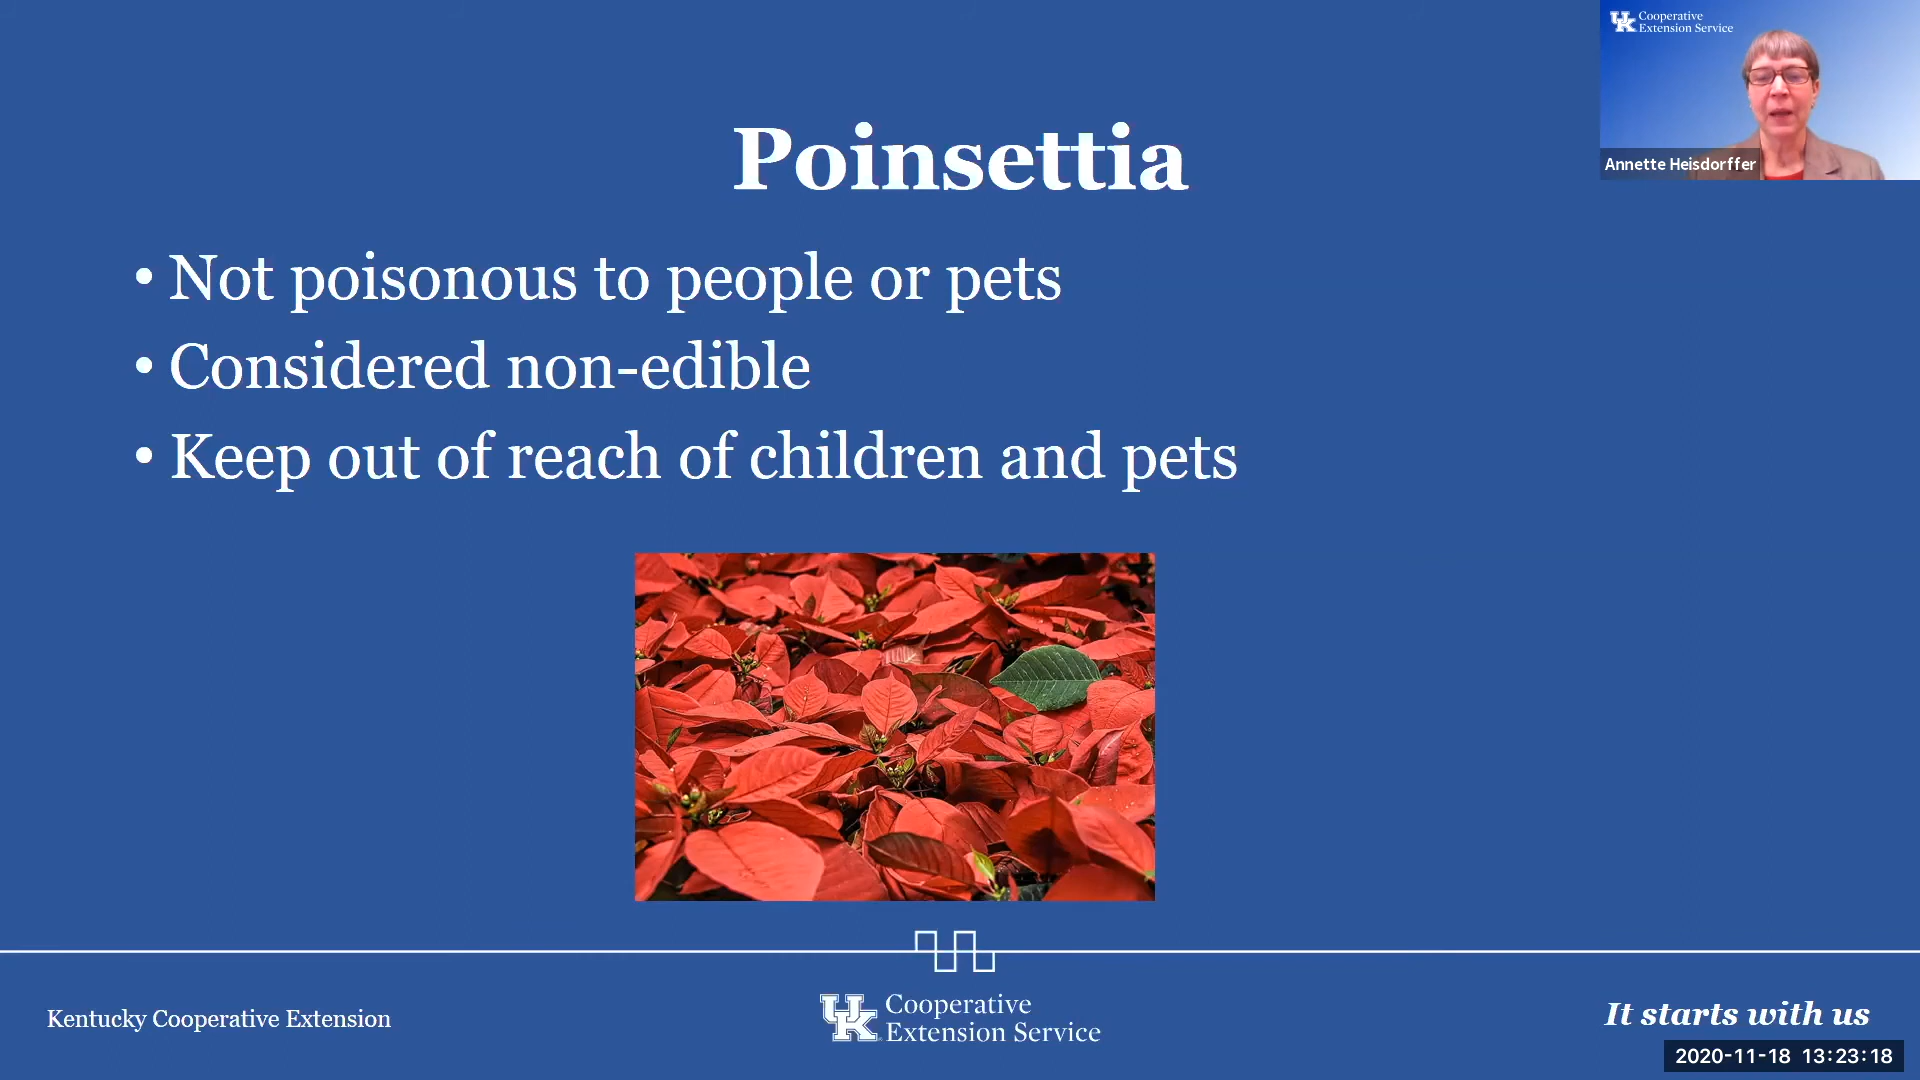 UK Cooperative
Extension Service
Annette Heisdorffer
Poinsettia
• Not poisonous to people or pets
• Considered non-edible
• Keep out of reach of children and pets
Kentucky Cooperative Extension
UK Cooperative
Extension Service
It starts with us
2020-11-18 13:23:18